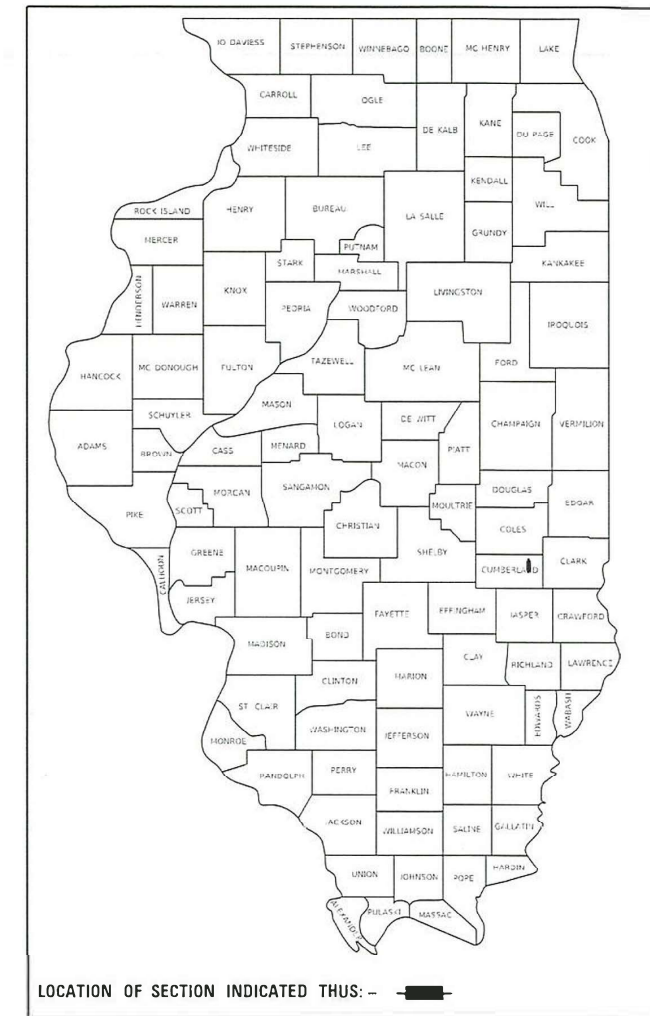 JO DAVIESS STEPHENSON WINNEBAGO BOONE MC HENRY LAKE
CARROLL OGLE
DE KALB KANE DU PAGE COOK
WHITESIDE LEE
KENDALL
ROCK ISLAND HENRY BUREAU LA SALLE WILL
MERCER PUTNAM GRUNDY
STARK MARSHALL KANKAKEE
HENDERSON WARREN KNOX PEORIA WOODFORD LIVINGSTON
IROQUOIS
HANCOCK MC DONOUGH FULTON TAZEWELL MC LEAN FORD
MASON
SCHUYLER LOGAN DE WITT CHAMPAIGN VERMILION
ADAMS BROWN CASS MENARD PIATT
MACON
MORGAN SANGAMON DOUGLAS
PIKE SCOTT MOULTRIE EDGAR
CHRISTIAN COLES
GREENE SHELBY
CALHOUN MACOUPIN MONTGOMERY CUMBERLAND CLARK
JERSEY FAYETTE EFFINGHAM JASPER CRAWFORD
MADISON BOND
CLAY RICHLAND LAWRENCE
CLINTON MARION
ST CLAIR WAYNE EDWARDS WABASH
MONROE WASHINGTON JEFFERSON
RANDOLPH PERRY HAMILTON WHITE
FRANKLIN
JACKSON WILLIAMSON SALINE GALLATIN
UNION JOHNSON POPE HARDIN
ALEXANDER PULASKI MASSAC
LOCATION OF SECTION INDICATED THUS: –